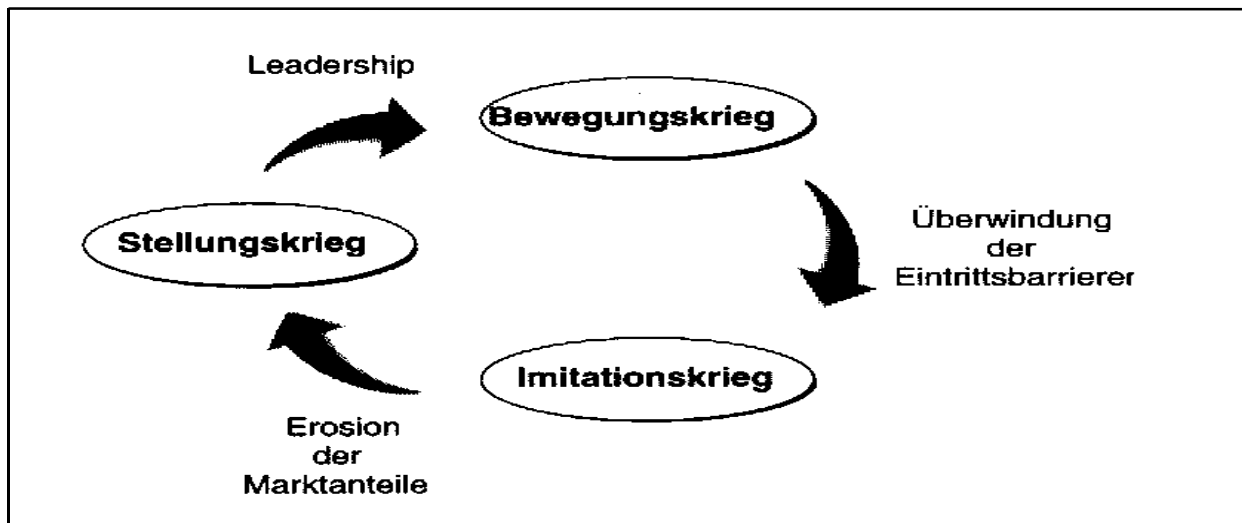 Leadership
Bewegungskrieg
Stellungskrieg
Überwindung
der
Eintrittsbarrierer
Imitationskrieg
Erosion
der
Marktanteile